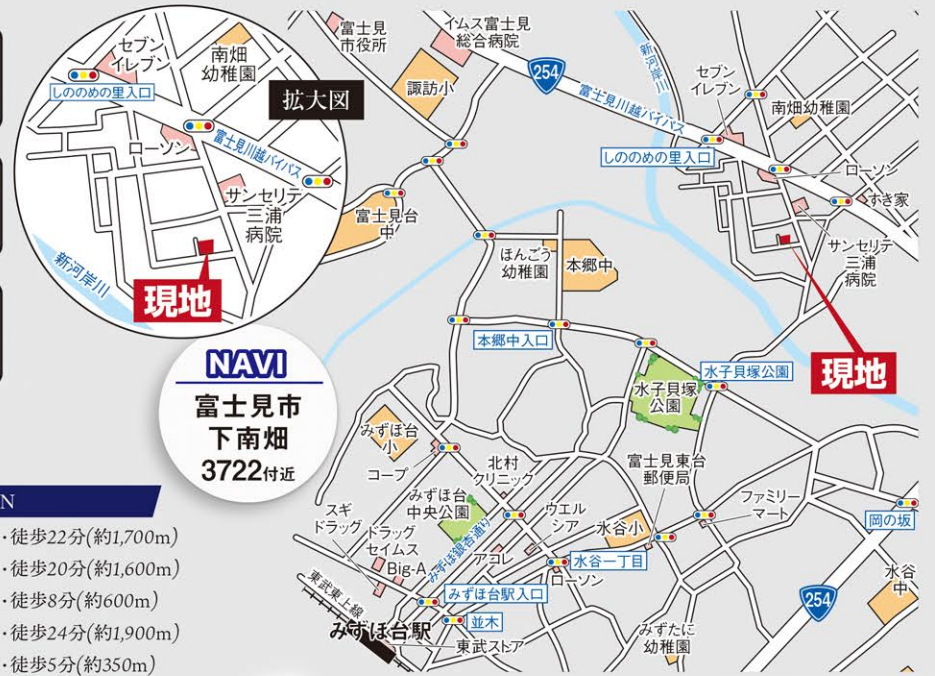 セブン
イレブン
しののめの里入口
南畑
幼稚園
拡大図
ローソン
富士見川越バイパス
サンセリテ
三浦
病院
新河岸川
現地
NAVI
富士見市
下南畑
3722付近
富士見
市役所
イムス富士見
総合病院
諏訪小
254
富士見川越バイパス
新河岸川
セブン
イレブン
南畑幼稚園
しののめの里入口
ローソン
すき家
サンセリテ
三浦
病院
現地
富士見台
中
ほんごう
幼稚園
本郷中
本郷中入口
水子貝塚
公園
水子貝塚公園
みずほ台
小
コープ
北村
クリニック
富士見東台
郵便局
ファミリー
マート
スギ
ドラッグ
ドラッグ
セイムス
みずほ台
中央公園
みずほ銀杏通り
ウエル
シア
水谷小
岡の坂
アコレ
水谷一丁目
ローソン
Big-A
東武東上線
みずほ台駅入口
並木
みずほ台駅
東武ストア
みずたに
幼稚園
254
水谷
中
N
・徒歩22分(約1,700m)
・徒歩20分(約1,600m)
・徒歩8分(約600m)
・徒歩24分(約1,900m)
・徒歩5分(約350m)